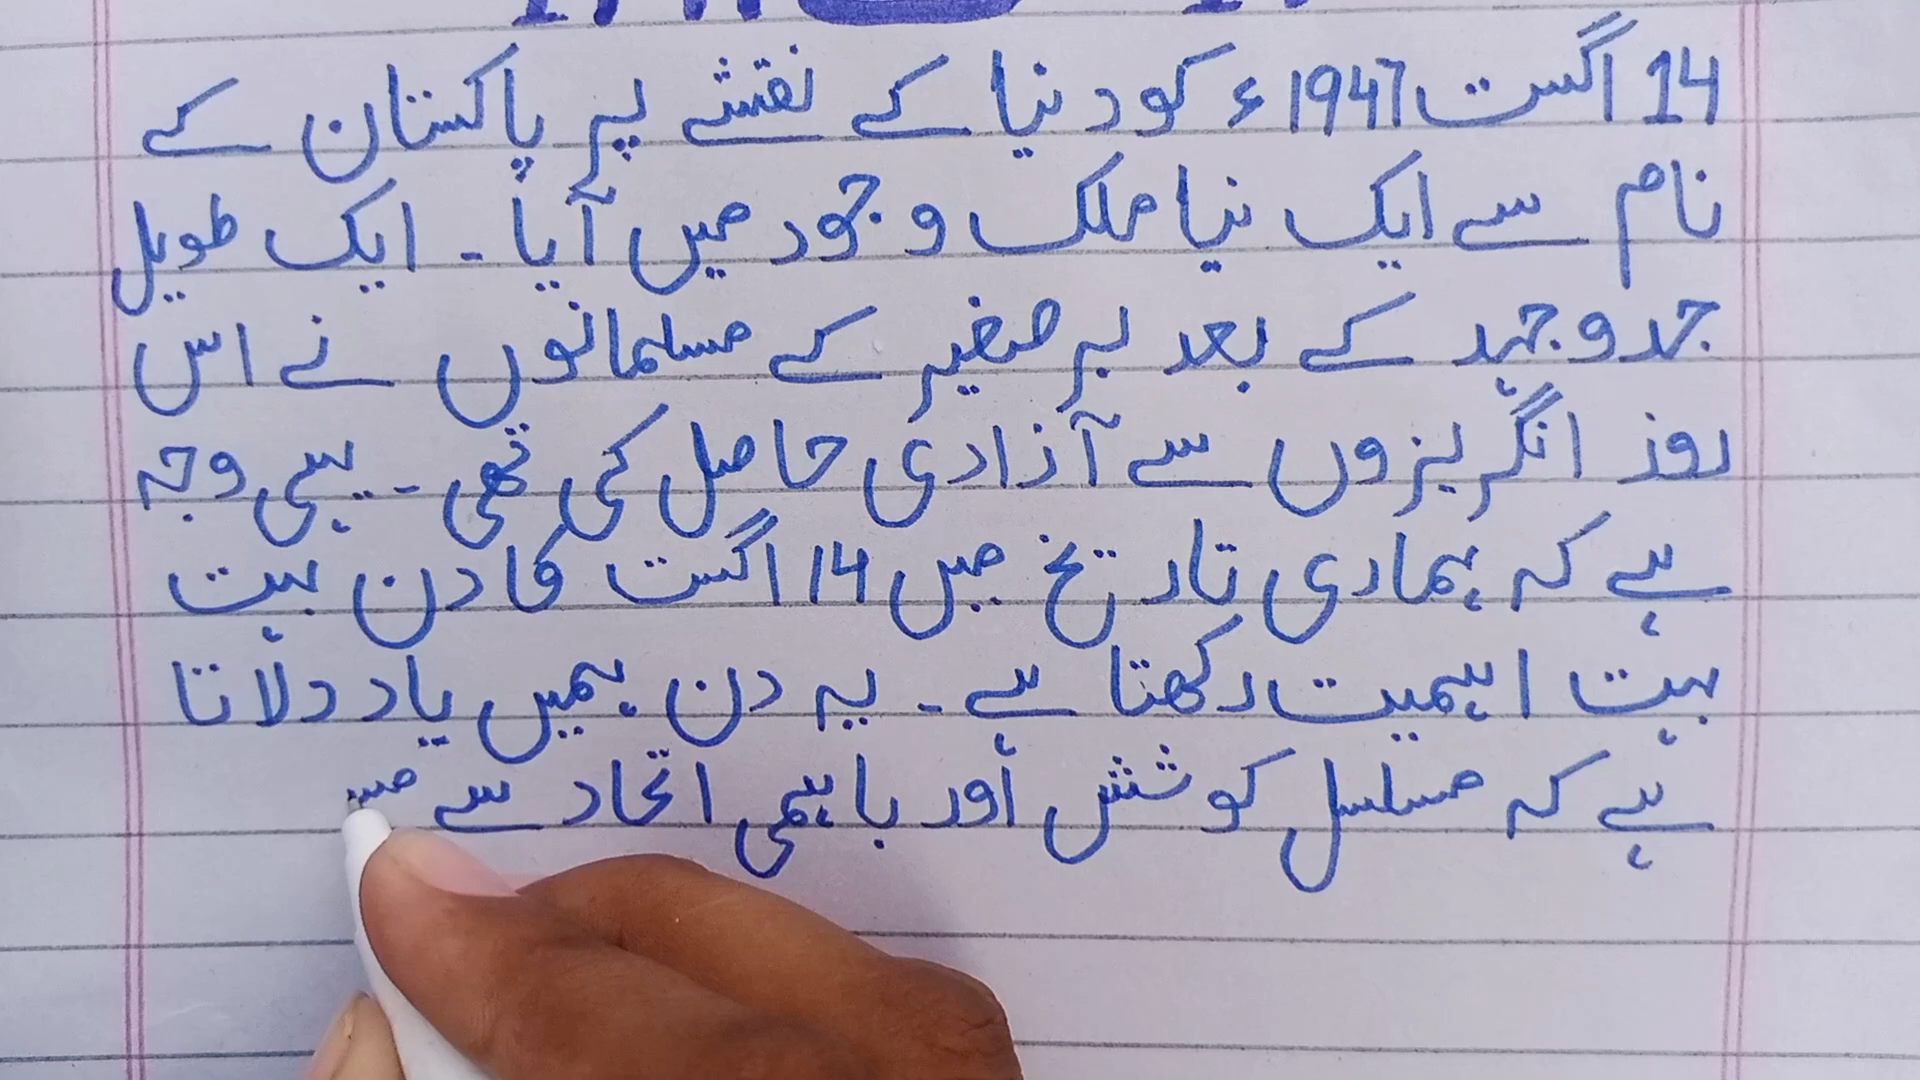 14 اگست 1947ء کو دنیا کے نقشے پر پاکستان کے
نام سے ایک نیا ملک وجود میں آیا۔ ایک طویل
جدوجہد کے بعد برصغیر کے مسلمانوں نے اس
روز انگریزوں سے آزادی حاصل کی تھی۔ یہی وجہ
ہے کہ ہماری تاریخ میں 14 اگست کا دن بہت
بہت اہمیت رکھتا ہے۔ یہ دن ہمیں یاد دلاتا
ہے کہ مسلسل کوشش اور باہمی اتحاد سے